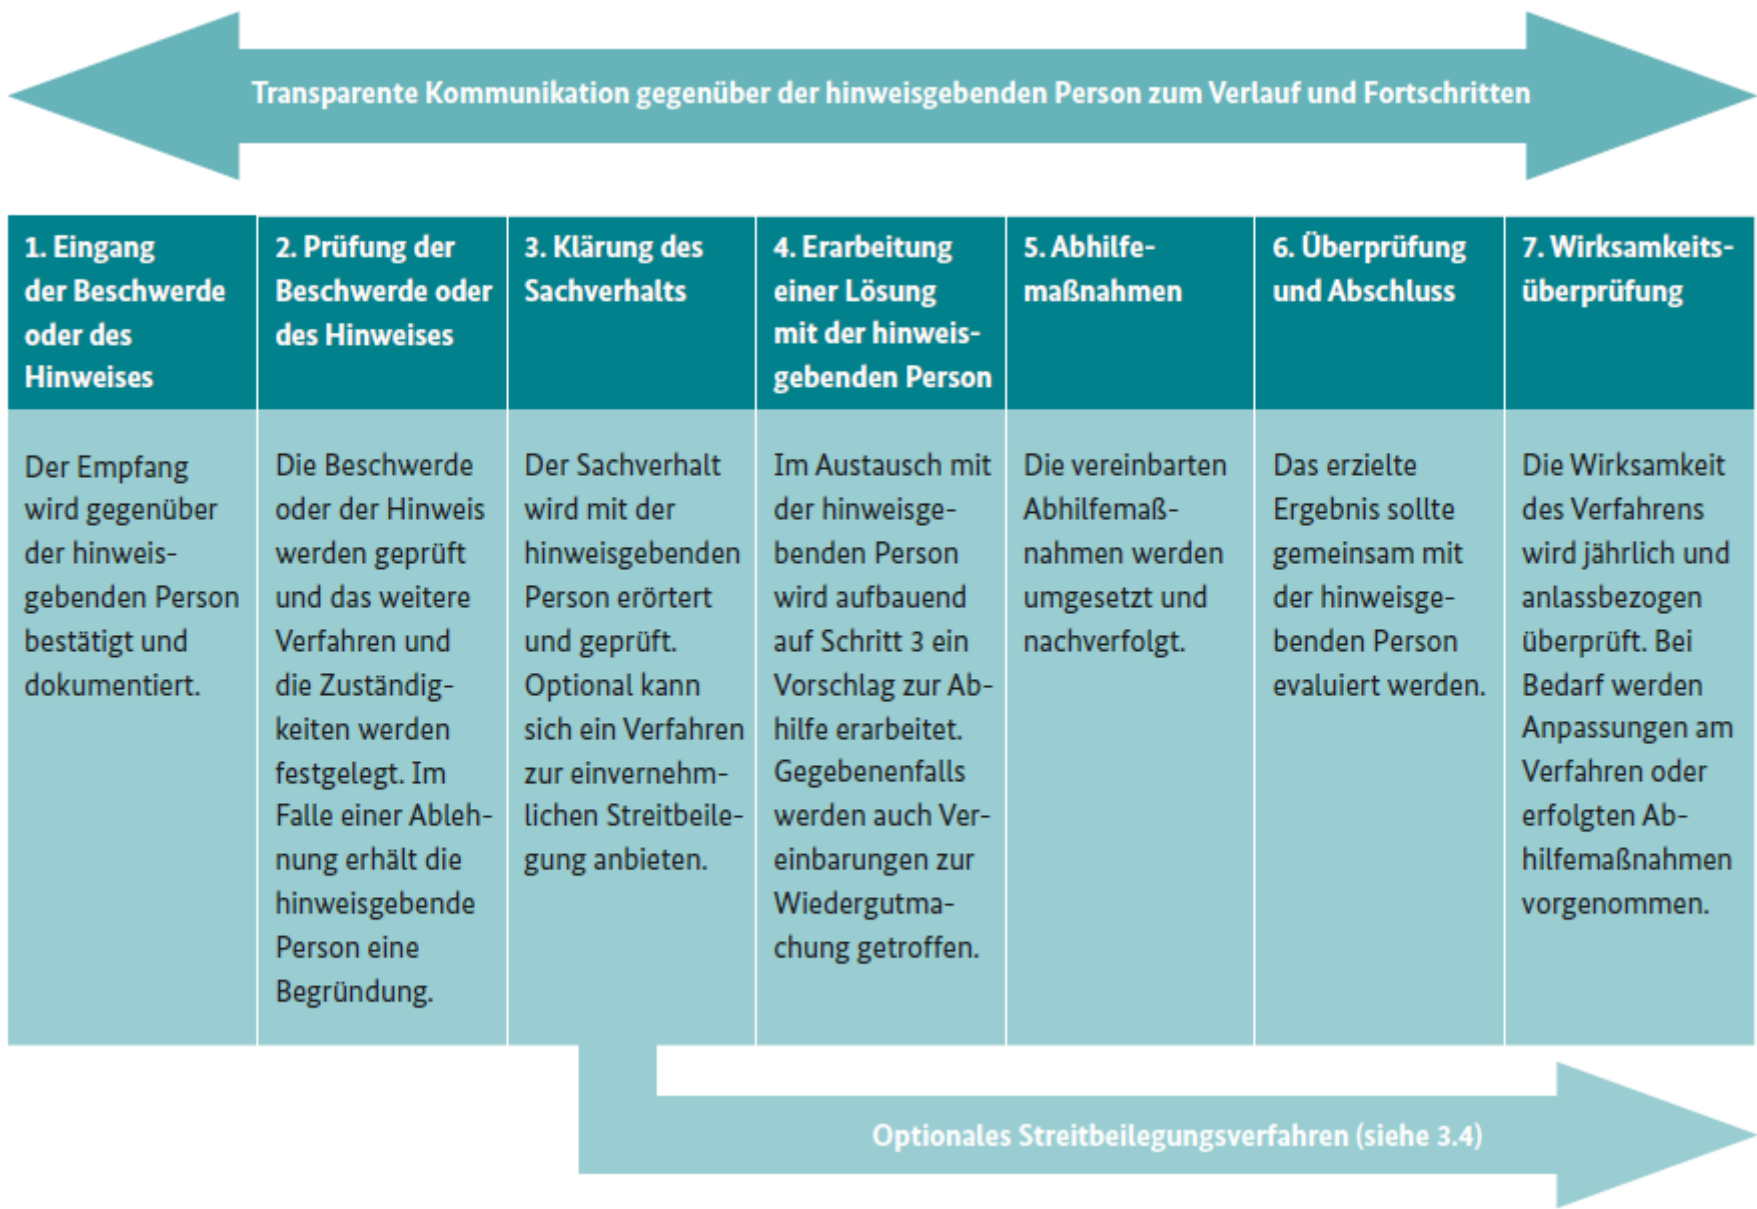 Transparente Kommunikation gegenüber der hinweisgebenden Person zum Verlauf und Fortschritten
1. Eingang
der Beschwerde
oder des
Hinweises
Der Empfang
wird gegenüber
der hinweis-
gebenden Person
bestätigt und
dokumentiert.
2. Prüfung der
Beschwerde oder
des Hinweises
Die Beschwerde
oder der Hinweis
werden geprüft
und das weitere
Verfahren und
die Zuständig-
keiten werden
festgelegt. Im
Falle einer Ableh-
nung erhält die
hinweisgebende
Person eine
Begründung.
3. Klärung des
Sachverhalts
Der Sachverhalt
wird mit der
hinweisgebenden
Person erörtert
und geprüft.
Optional kann
sich ein Verfahren
zur einvernehm-
lichen Streitbeile-
gung anbieten.
4. Erarbeitung
einer Lösung
mit der hinweis-
gebenden Person
Im Austausch mit
der hinweisge-
benden Person
wird aufbauend
auf Schritt 3 ein
Vorschlag zur Ab-
hilfe erarbeitet.
Gegebenenfalls
werden auch Ver-
einbarungen zur
Wiedergutma-
chung getroffen.
5. Abhilfe-
maßnahmen
Die vereinbarten
Abhilfemaß-
nahmen werden
umgesetzt und
nachverfolgt.
6. Überprüfung
und Abschluss
Das erzielte
Ergebnis sollte
gemeinsam mit
der hinweisge-
benden Person
evaluiert werden.
7. Wirksamkeits-
überprüfung
Die Wirksamkeit
des Verfahrens
wird jährlich und
anlassbezogen
überprüft. Bei
Bedarf werden
Anpassungen am
Verfahren oder
erfolgten Ab-
hilfemaßnahmen
vorgenommen.
Optionales Streitbeilegungsverfahren (siehe 3.4)